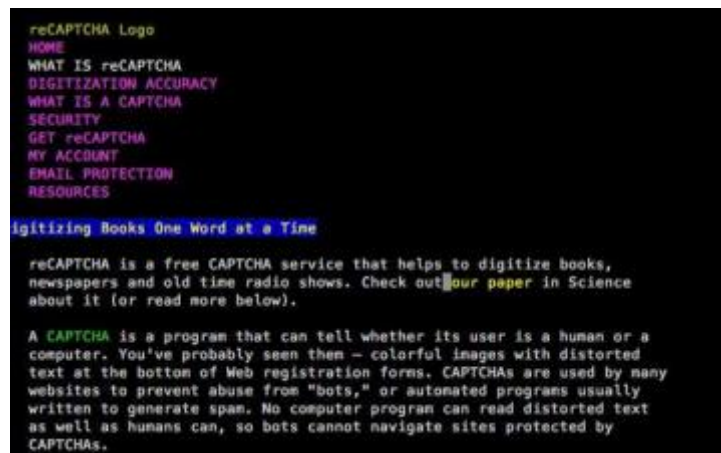 reCAPTCHA Logo
HOME
WHAT IS reCAPTCHA
DIGITIZATION ACCURACY
WHAT IS A CAPTCHA
SECURITY
GET reCAPTCHA
MY ACCOUNT
EMAIL PROTECTION
RESOURCES
igitizing Books One Word at a Time
reCAPTCHA is a free CAPTCHA service that helps to digitize books,
newspapers and old time radio shows. Check out our paper in Science
about it (or read more below).
A CAPTCHA is a program that can tell whether its user is a human or a
computer. You've probably seen them – colorful images with distorted
text at the bottom of Web registration forms. CAPTCHAs are used by many
websites to prevent abuse from "bots," or automated programs usually
written to generate spam. No computer program can read distorted text
as well as humans can, so bots cannot navigate sites protected by
CAPTCHAs.